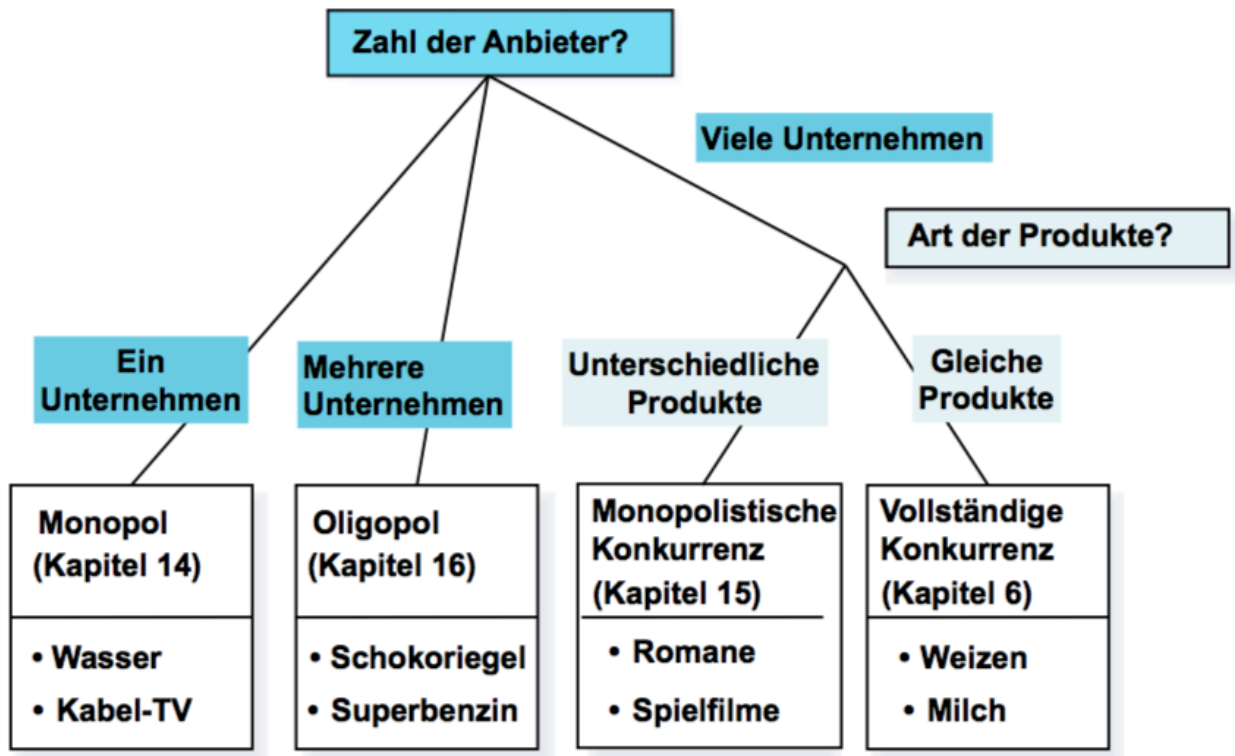 Zahl der Anbieter?
Viele Unternehmen
Art der Produkte?
Ein
Unternehmen
Mehrere
Unternehmen
Unterschiedliche
Produkte
Gleiche
Produkte
Monopol
(Kapitel 14)
• Wasser
• Kabel-TV
Oligopol
(Kapitel 16)
• Schokoriegel
• Superbenzin
Monopolistische
Konkurrenz
(Kapitel 15)
• Romane
• Spielfilme
Vollständige
Konkurrenz
(Kapitel 6)
• Weizen
• Milch